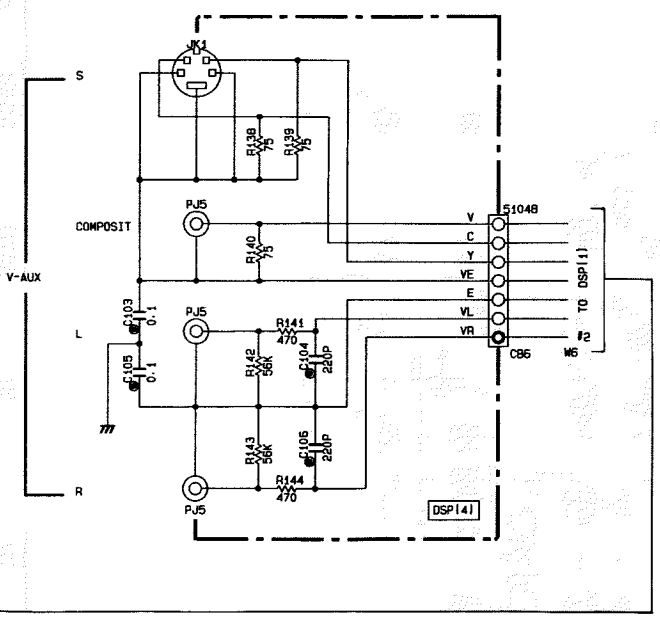 JK1
S
R138
75
R139
75
PJ5
51048
V
COMPOSIT
C
R140
75
Y
V-AUX
VE
DSP(1)
E
TO
C103
0.1
PJ5
VL
L
R141
470
VR
#2
R142
56K
C104
220P
CB6
W6
C105
0.1
R143
56K
C106
220P
R
R144
470
PJ5
DSP(4)